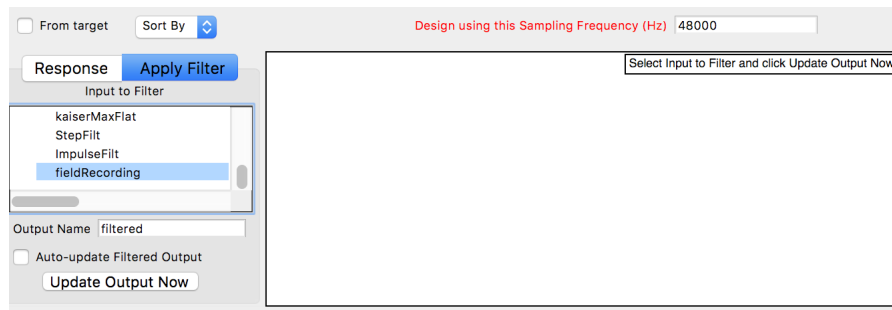 From target
Sort By
Design using this Sampling Frequency (Hz) 48000
Response
Apply Filter
Select Input to Filter and click Update Output Now
Input to Filter
kaiserMaxFlat
StepFilt
ImpulseFilt
fieldRecording
Output Name filtered
Auto-update Filtered Output
Update Output Now